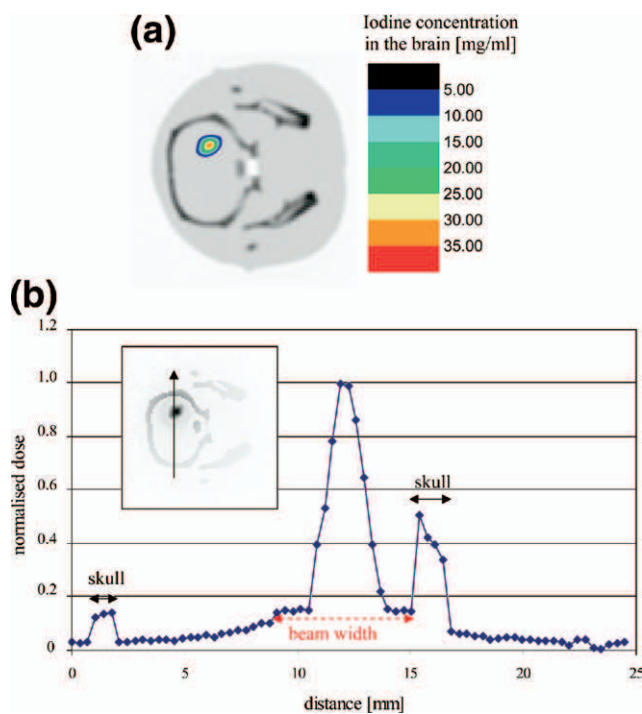 (a)
Iodine concentration
in the brain [mg/ml]
5.00
10.00
15.00
20.00
25.00
30.00
35.00
(b)
1.2
1.0
0.8
0.6
0.4
0.2
0
normalised dose
skull
skull
beam width
0
5
10
15
20
25
distance [mm]